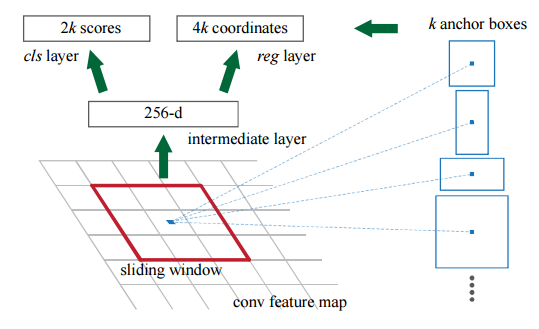 2k scores
4k coordinates
k anchor boxes
cls layer
reg layer
256-d
intermediate layer
sliding window
conv feature map